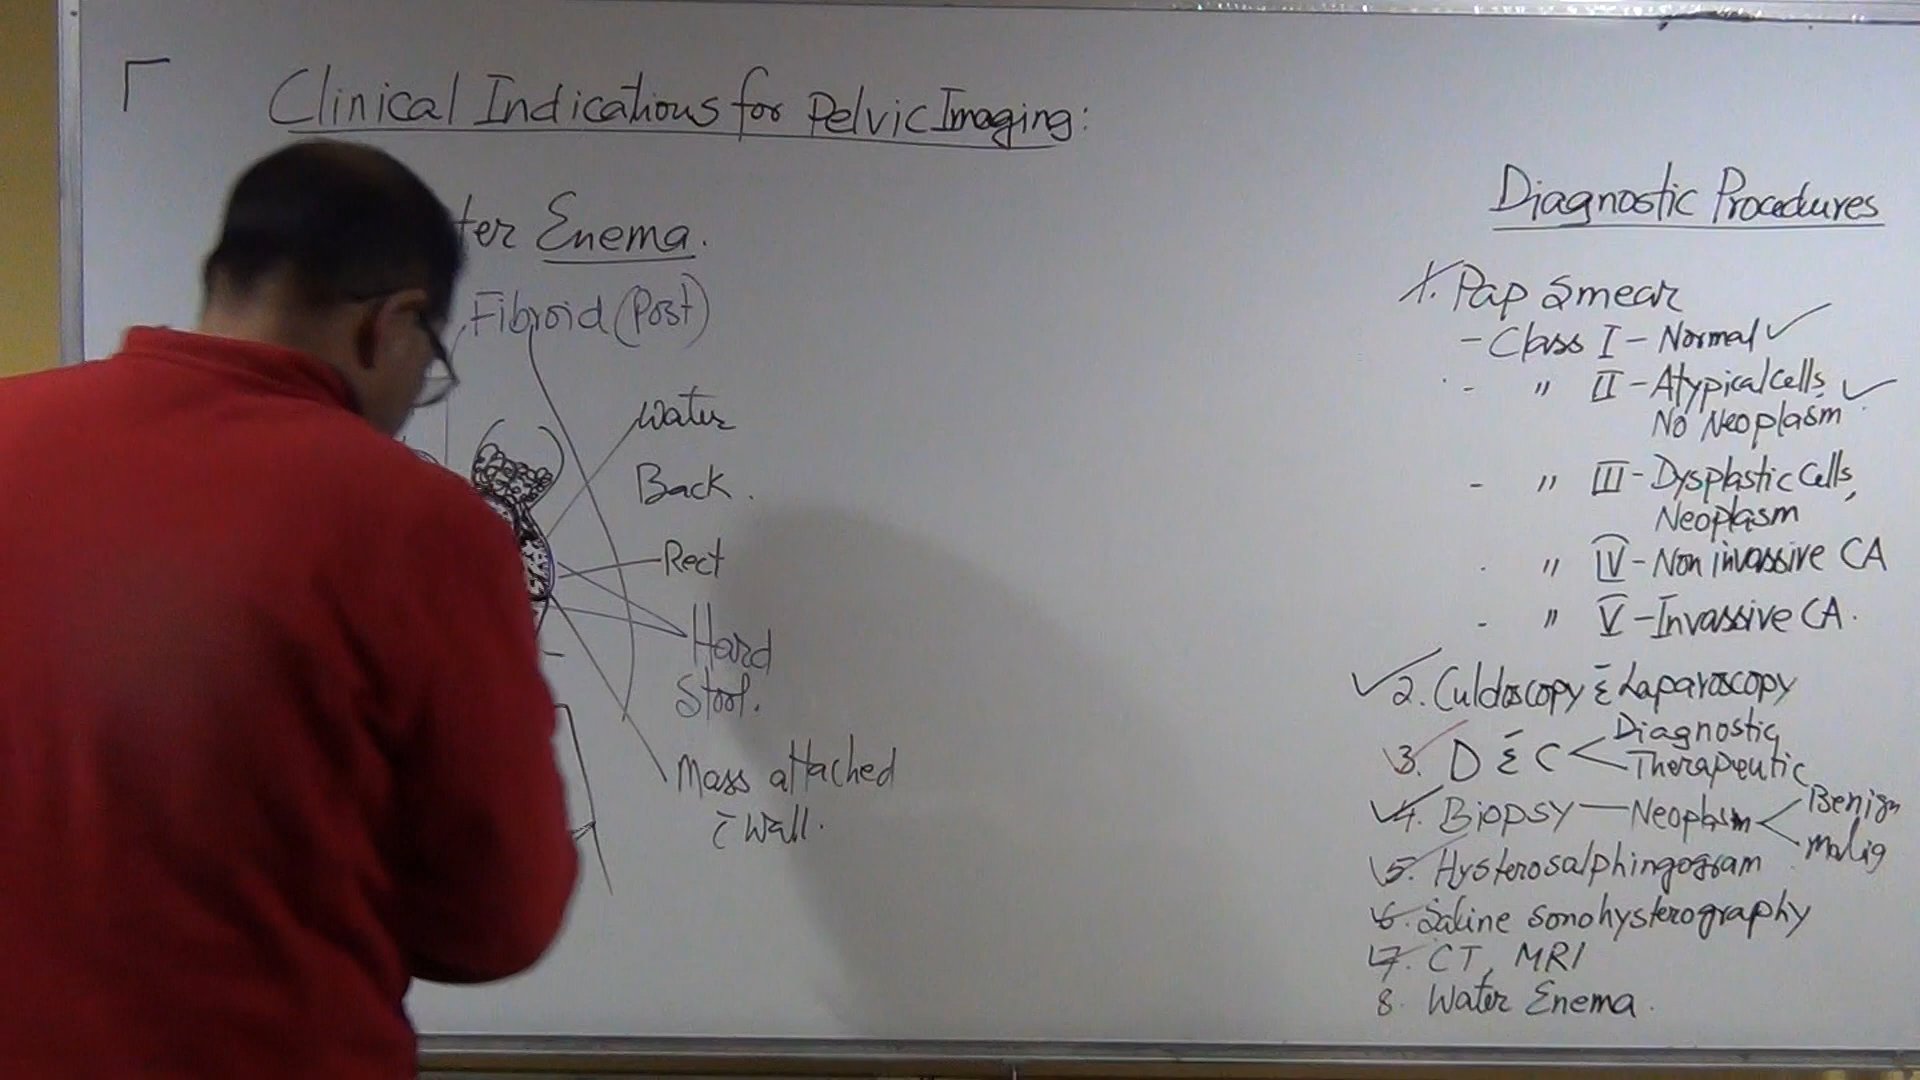 Clinical Indications for Pelvic Imaging:
ter Enema.
Fibroid (Post)
Water
Back.
Rect
Hard
Stool.
Mass attached
c̄ Wall.
Diagnostic Procedures
1. Pap Smear
- Class I - Normal ✓
- " II - Atypical Cells, ✓
No Neoplasm
- " III - Dysplastic Cells,
Neoplasm
- " IV - Non invassive CA
- " V - Invassive CA.
✓ 2. Culdoscopy & Laparoscopy
3. D & C < Diagnostic
Therapeutic
4. Biopsy — Neoplasm < Benign
Malig
5. Hysterosalphingogram
6. Saline Sonohysterography
7. CT, MRI
8. Water Enema.